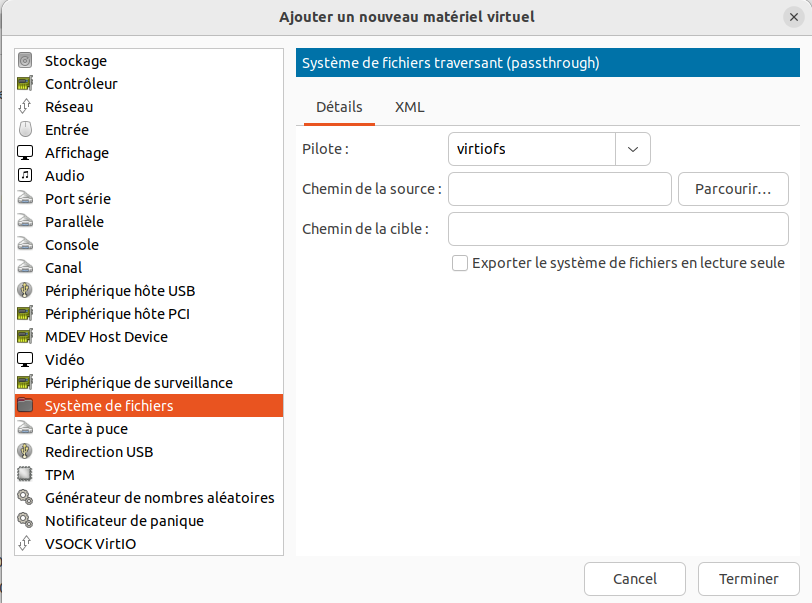 Ajouter un nouveau matériel virtuel
Stockage
Contrôleur
Réseau
Entrée
Affichage
Audio
Port série
Parallèle
Console
Canal
Périphérique hôte USB
Périphérique hôte PCI
MDEV Host Device
Vidéo
Périphérique de surveillance
Système de fichiers
Carte à puce
Redirection USB
TPM
Générateur de nombres aléatoires
Notificateur de panique
VSOCK VirtIO
Système de fichiers traversant (passthrough)
Détails XML
Pilote : virtiofs
Chemin de la source : Parcourir...
Chemin de la cible :
Exporter le système de fichiers en lecture seule
Cancel Terminer